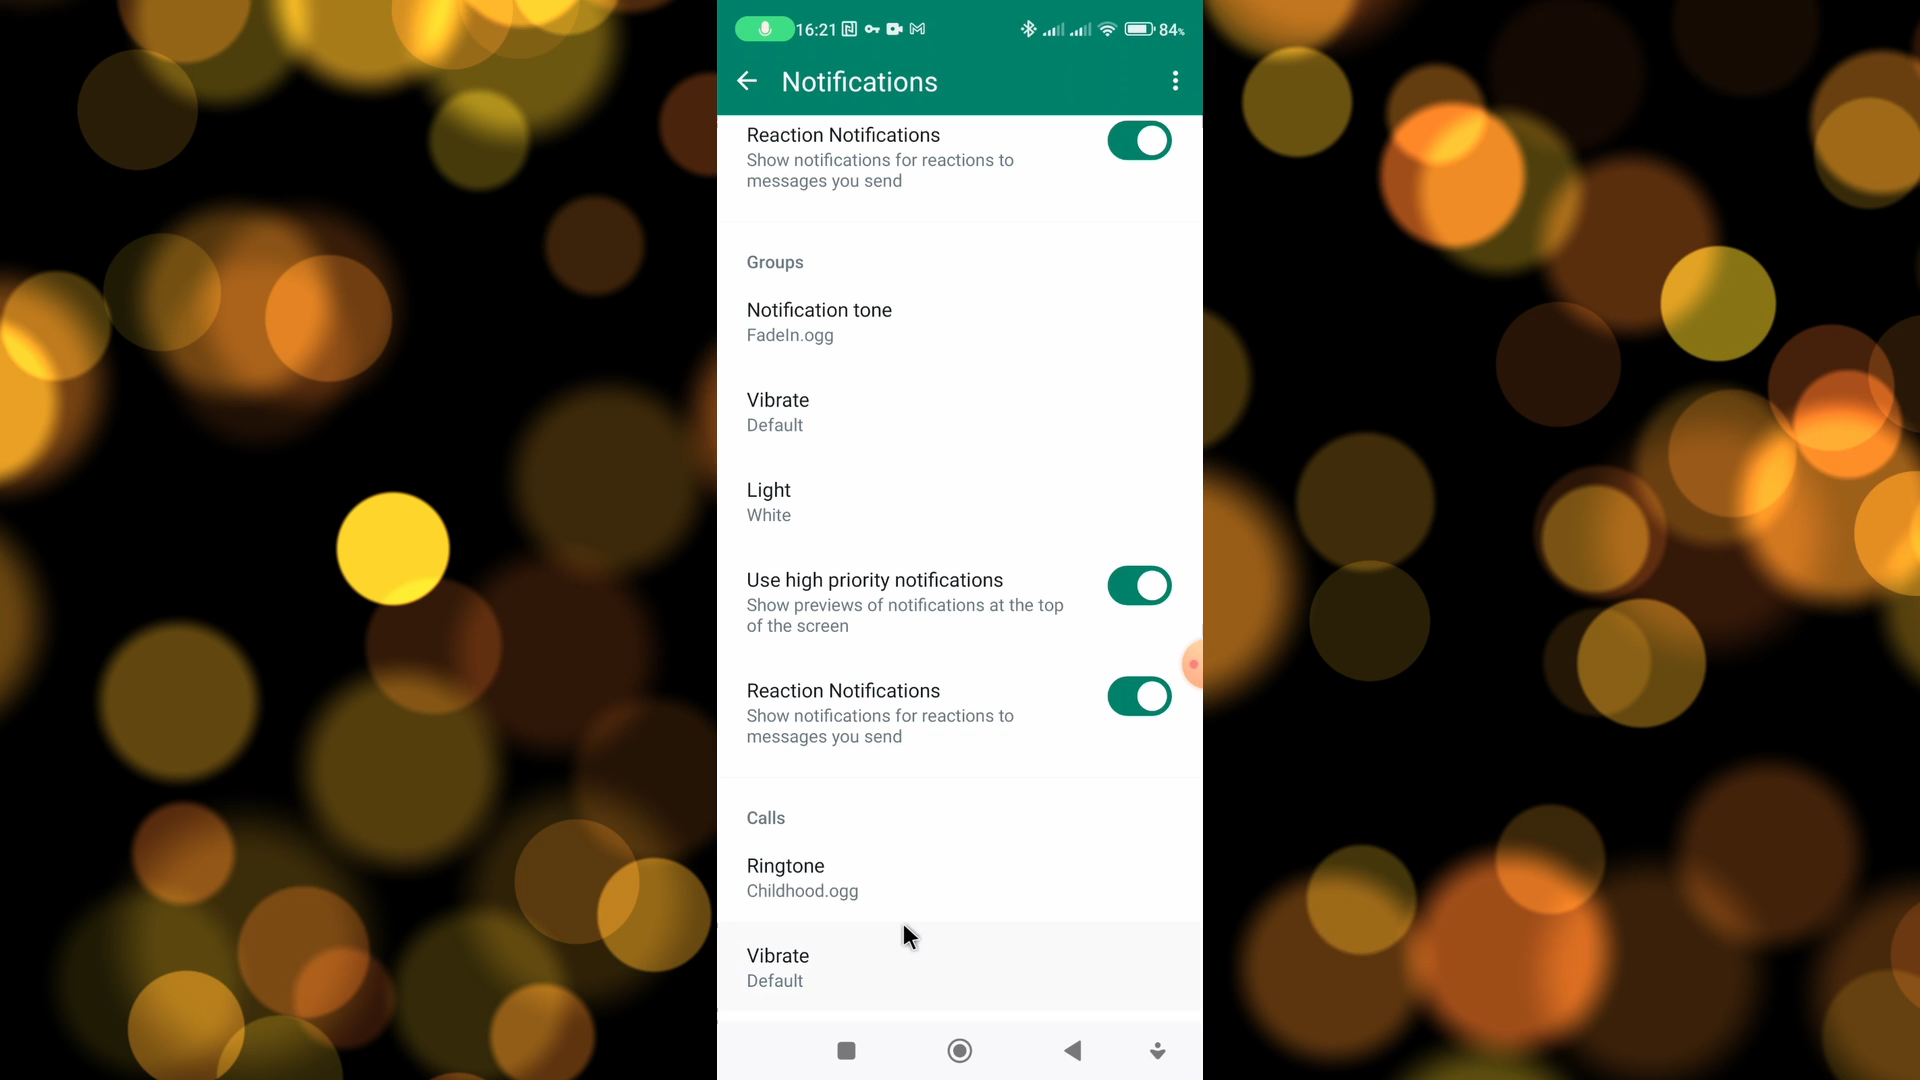 16:21 84%
Notifications
Reaction Notifications
Show notifications for reactions to
messages you send
Groups
Notification tone
FadeIn.ogg
Vibrate
Default
Light
White
Use high priority notifications
Show previews of notifications at the top
of the screen
Reaction Notifications
Show notifications for reactions to
messages you send
Calls
Ringtone
Childhood.ogg
Vibrate
Default